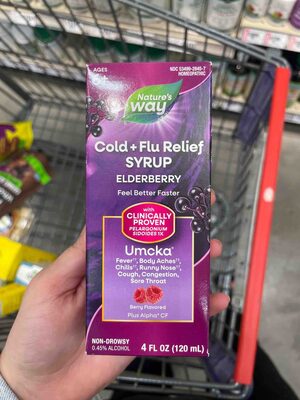 AGES
NDC 53499-2640-7
HOMEOPATHIC
Nature's
way
Cold + Flu Relief
SYRUP
ELDERBERRY
Feel Better Faster
with
CLINICALLY
PROVEN
PELARGONIUM
SIDOIDES 1X
Umcka
Fever††, Body Aches††,
Chills††, Runny Nose††,
Cough, Congestion,
Sore Throat
Berry Flavored
Plus Alpha* CF
NON-DROWSY
0.45% ALCOHOL
4 FL OZ (120 mL)